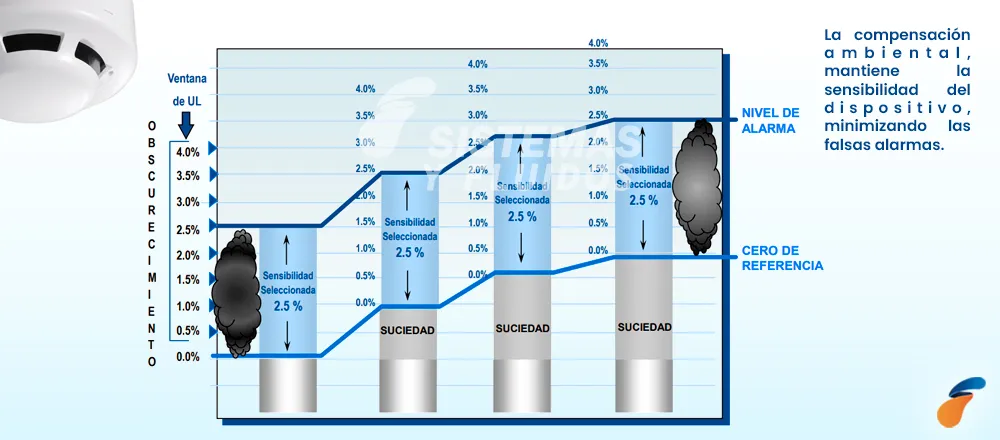 La compensación
ambiental,
mantiene la
sensibilidad del
dispositivo,
minimizando las
falsas alarmas.
Ventana
de UL
OBSCURECIMIENTO
4.0%
3.5%
3.0%
2.5%
2.0%
1.5%
1.0%
0.5%
0.0%
Sensibilidad
Seleccionada
2.5 %
4.0%
3.5%
3.0%
2.5%
2.0%
1.5%
1.0%
0.5%
0.0%
Sensibilidad
Seleccionada
2.5 %
SUCIEDAD
4.0%
3.5%
3.0%
2.5%
2.0%
1.5%
1.0%
0.5%
0.0%
Sensibilidad
Seleccionada
2.5 %
SUCIEDAD
4.0%
3.5%
3.0%
2.5%
2.0%
1.5%
1.0%
0.5%
0.0%
Sensibilidad
Seleccionada
2.5 %
SUCIEDAD
NIVEL DE
ALARMA
CERO DE
REFERENCIA
SISTEMAS
Y FLUIDOS